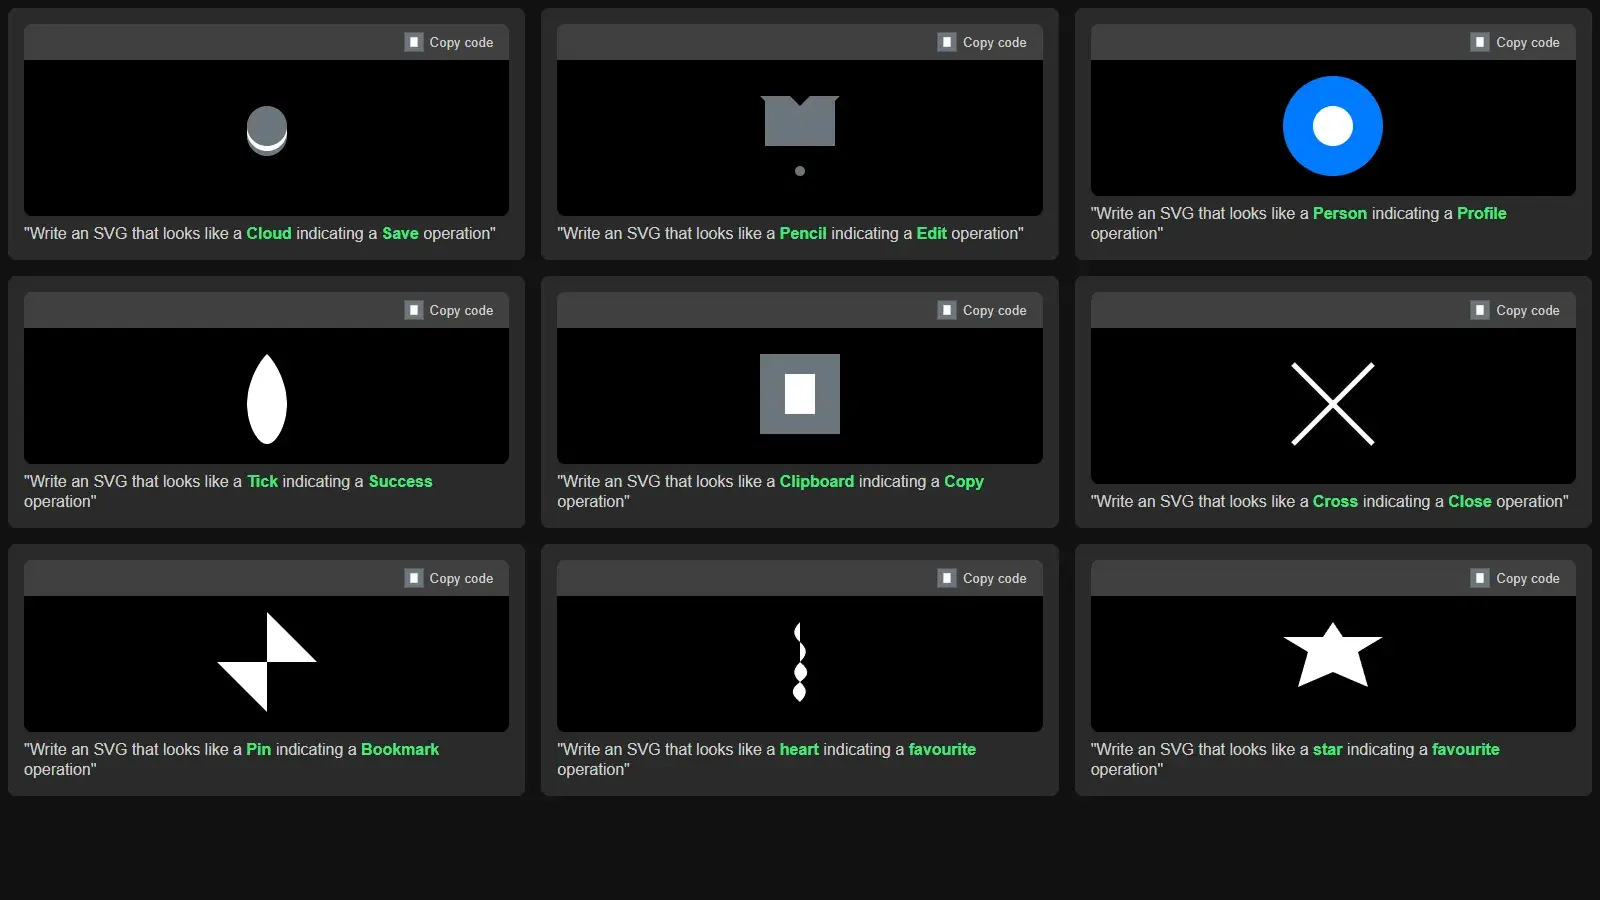 Copy code
"Write an SVG that looks like a Cloud indicating a Save operation"
Copy code
"Write an SVG that looks like a Pencil indicating a Edit operation"
Copy code
"Write an SVG that looks like a Person indicating a Profile
operation"
Copy code
"Write an SVG that looks like a Tick indicating a Success
operation"
Copy code
"Write an SVG that looks like a Clipboard indicating a Copy
operation"
Copy code
"Write an SVG that looks like a Cross indicating a Close operation"
Copy code
"Write an SVG that looks like a Pin indicating a Bookmark
operation"
Copy code
"Write an SVG that looks like a heart indicating a favourite
operation"
Copy code
"Write an SVG that looks like a star indicating a favourite
operation"